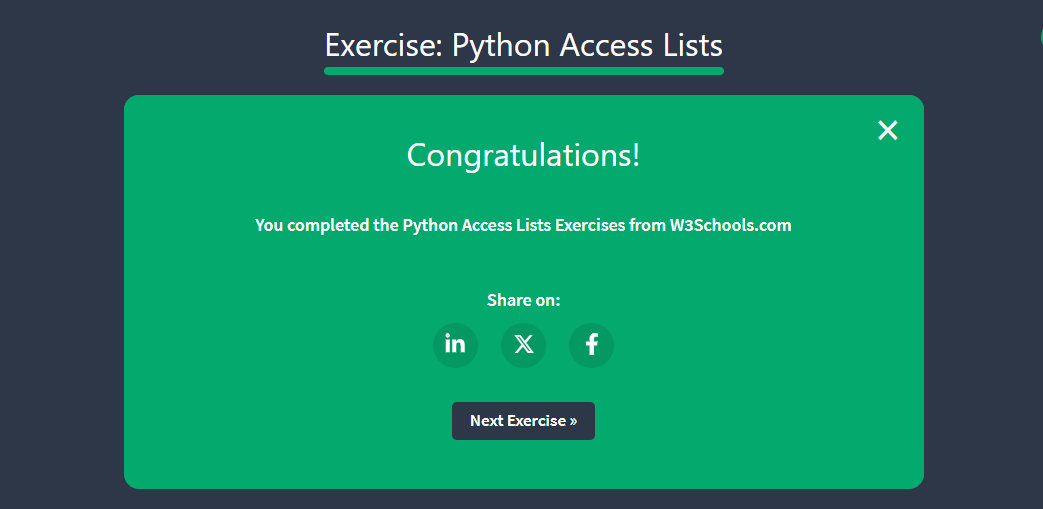 Exercise: Python Access Lists
Congratulations!
You completed the Python Access Lists Exercises from W3Schools.com
Share on:
Next Exercise »